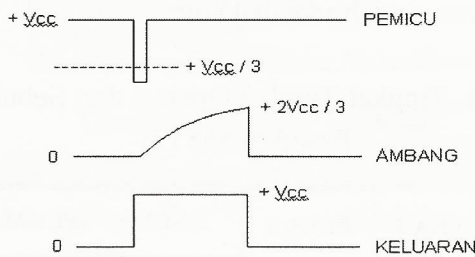 + Vcc
PEMICU
+ Vcc / 3
+ 2Vcc / 3
0
AMBANG
+ Vcc
0
KELUARAN